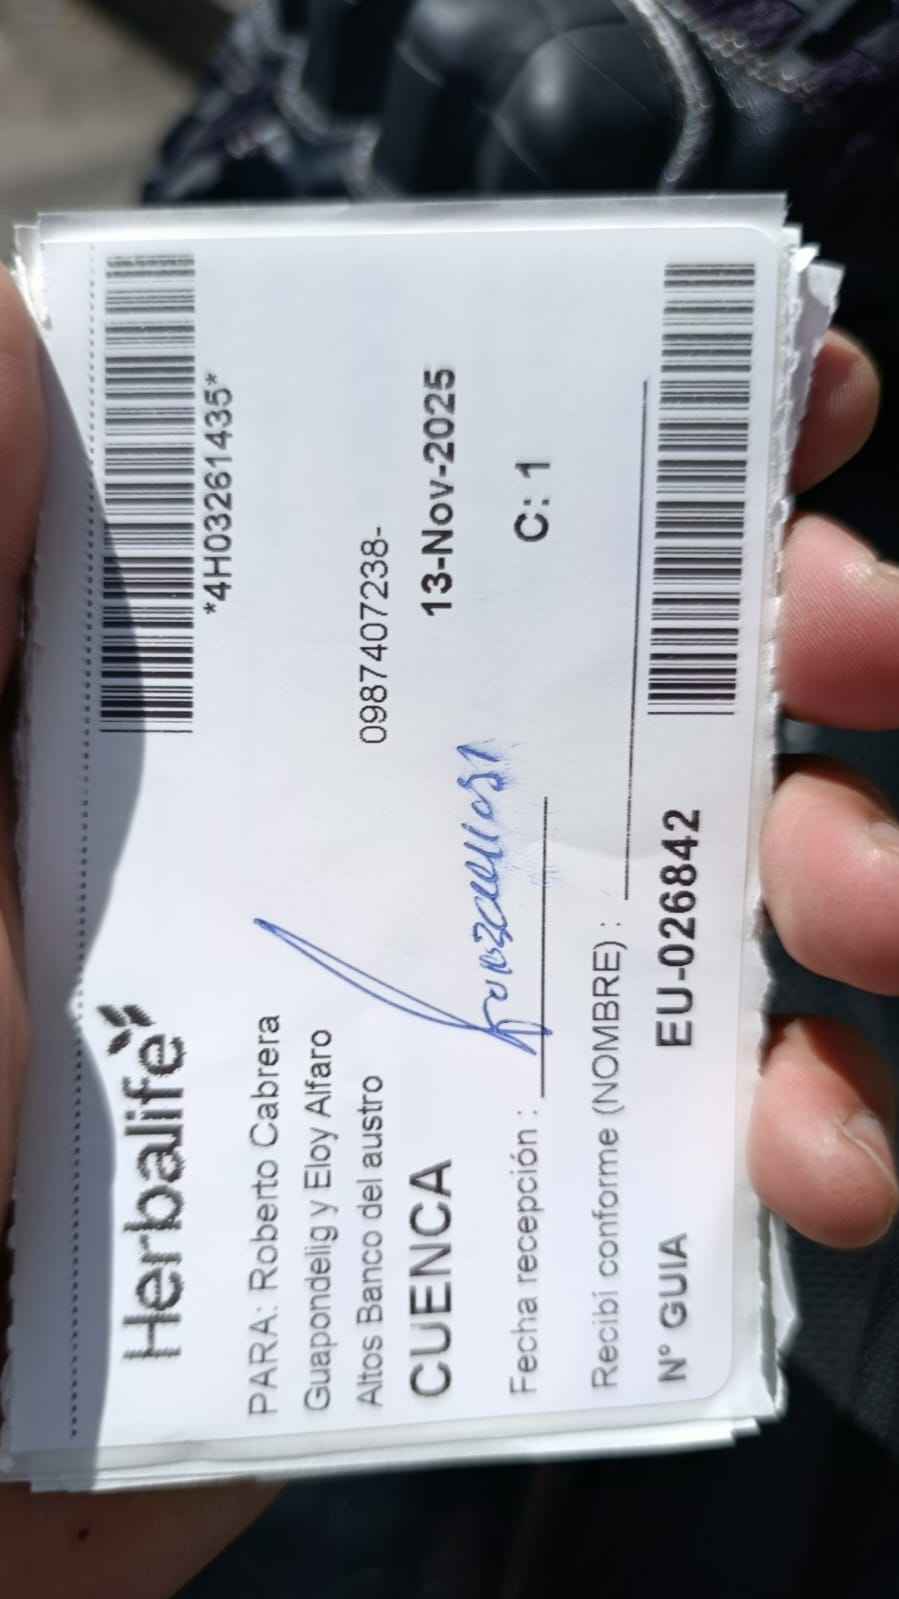 Herbalife
*4H03261435*
PARA: Roberto Cabrera
Guapondelig y Eloy Alfaro
Altos Banco del austro
0987407238-
CUENCA
13-Nov-2025
Fecha recepción :
C: 1
Recibí conforme (NOMBRE) :
N° GUIA EU-026842